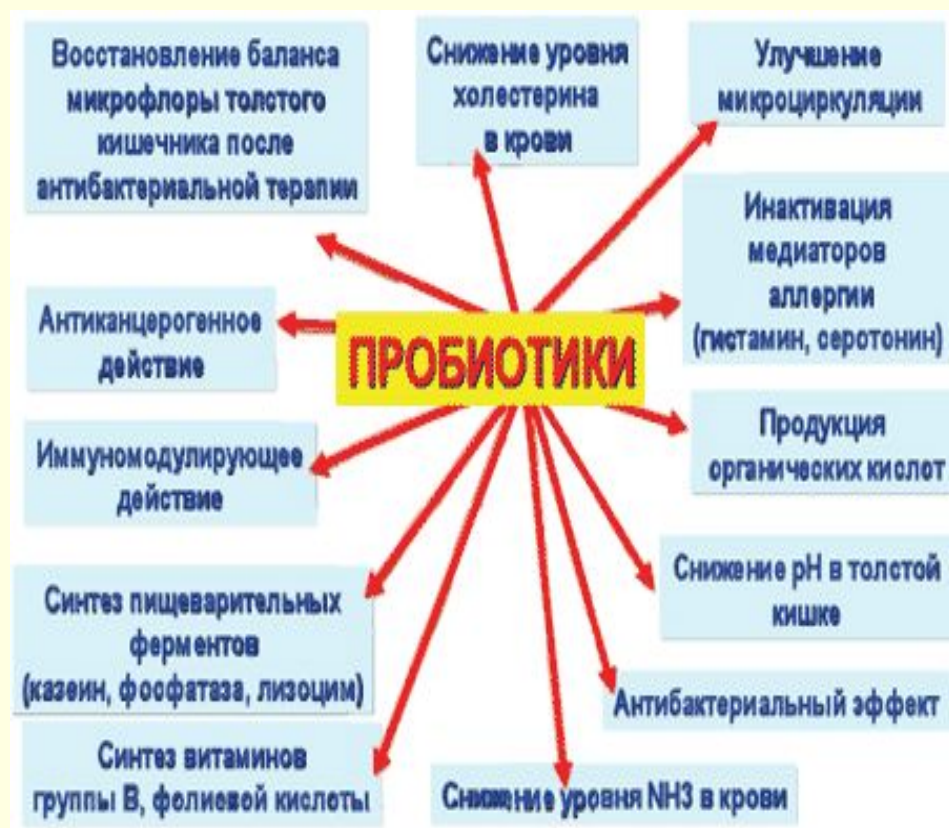 Восстановление баланса
микрофлоры толстого
кишечника после
антибактериальной терапии
Снижение уровня
холестерина
в крови
Улучшение
микроциркуляции
Инактивация
медиаторов
аллергии
(гистамин, серотонин)
Антиканцерогенное
действие
ПРОБИОТИКИ
Продукция
органических кислот
Иммуномодулирующее
действие
Снижение pH в толстой
кишке
Синтез пищеварительных
ферментов
(казеин, фосфатаза, лизоцим)
Антибактериальный эффект
Синтез витаминов
группы В, фолиевой кислоты
Снижение уровня NH3 в крови